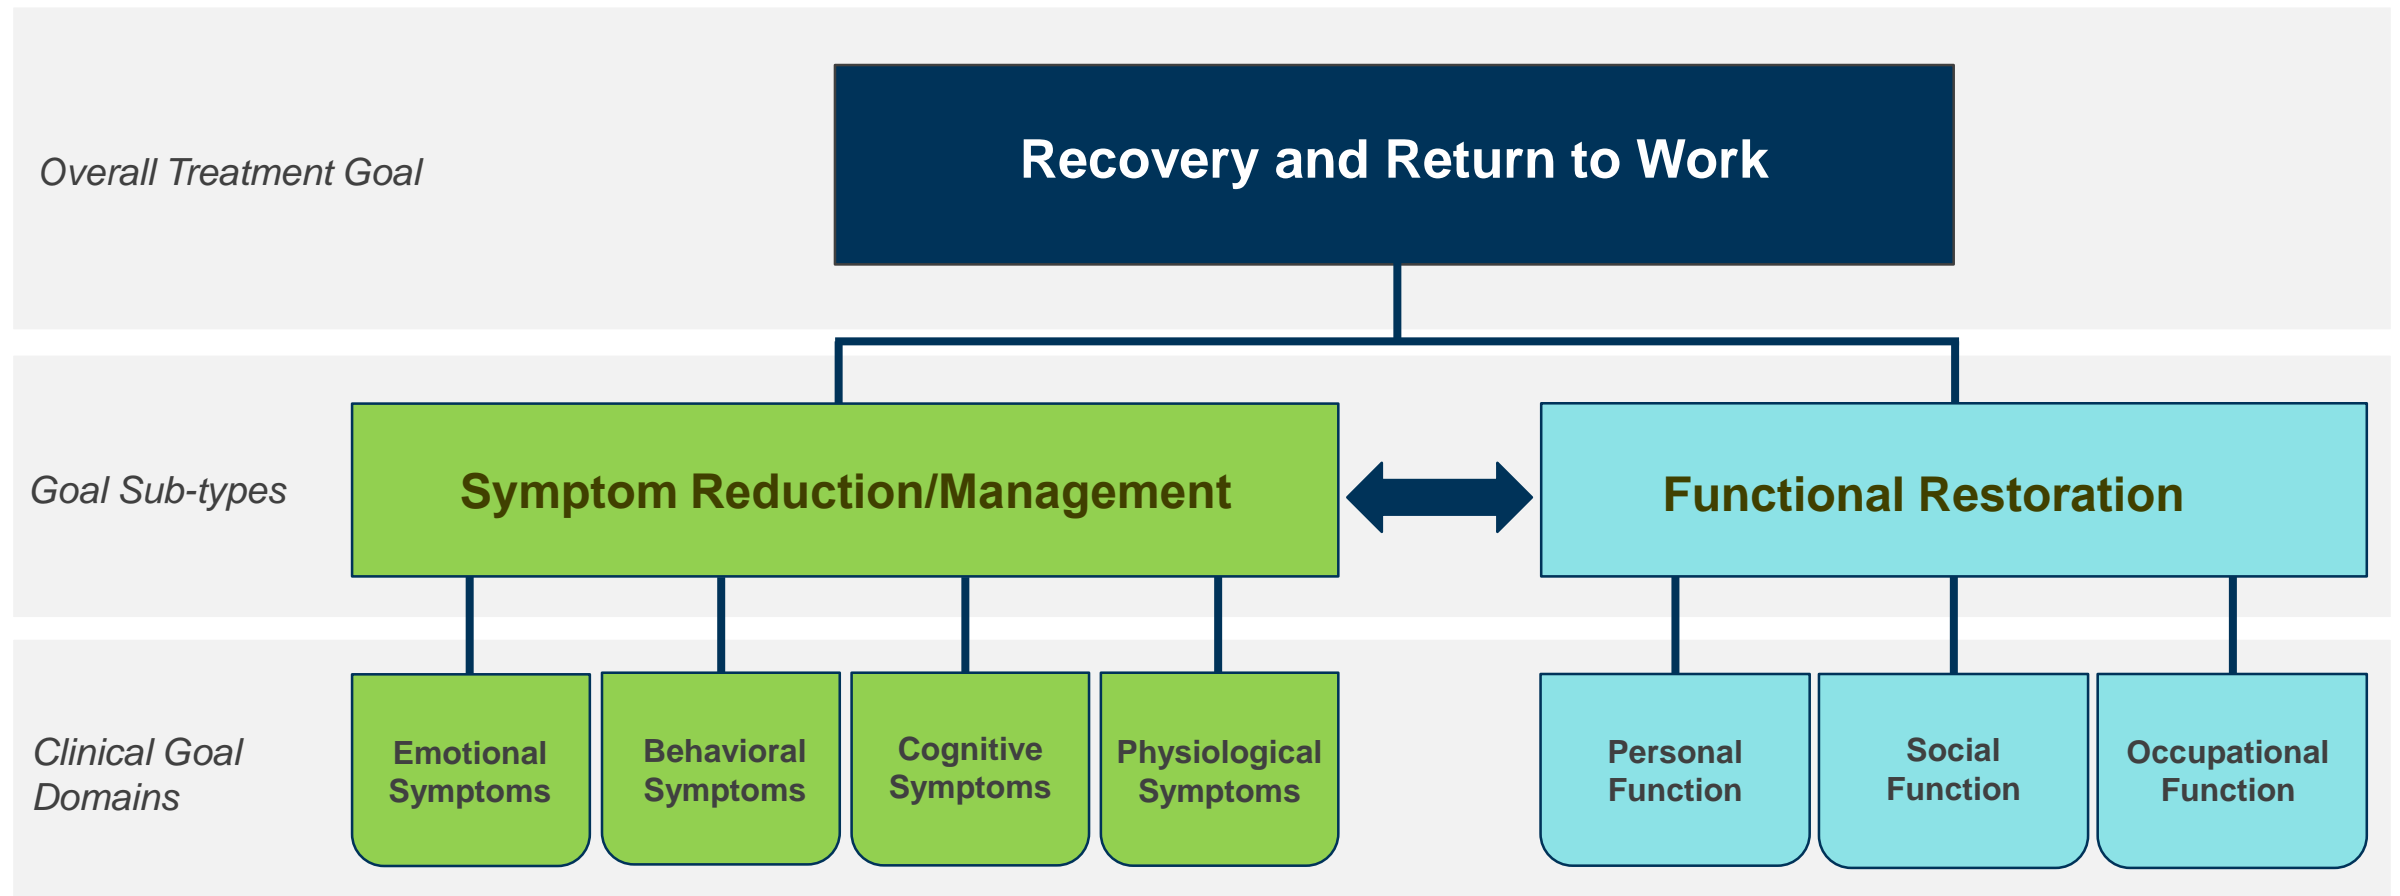 Overall Treatment Goal
Recovery and Return to Work
Goal Sub-types
Symptom Reduction/Management
Functional Restoration
Clinical Goal
Domains
Emotional
Symptoms
Behavioral
Symptoms
Cognitive
Symptoms
Physiological
Symptoms
Personal
Function
Social
Function
Occupational
Function